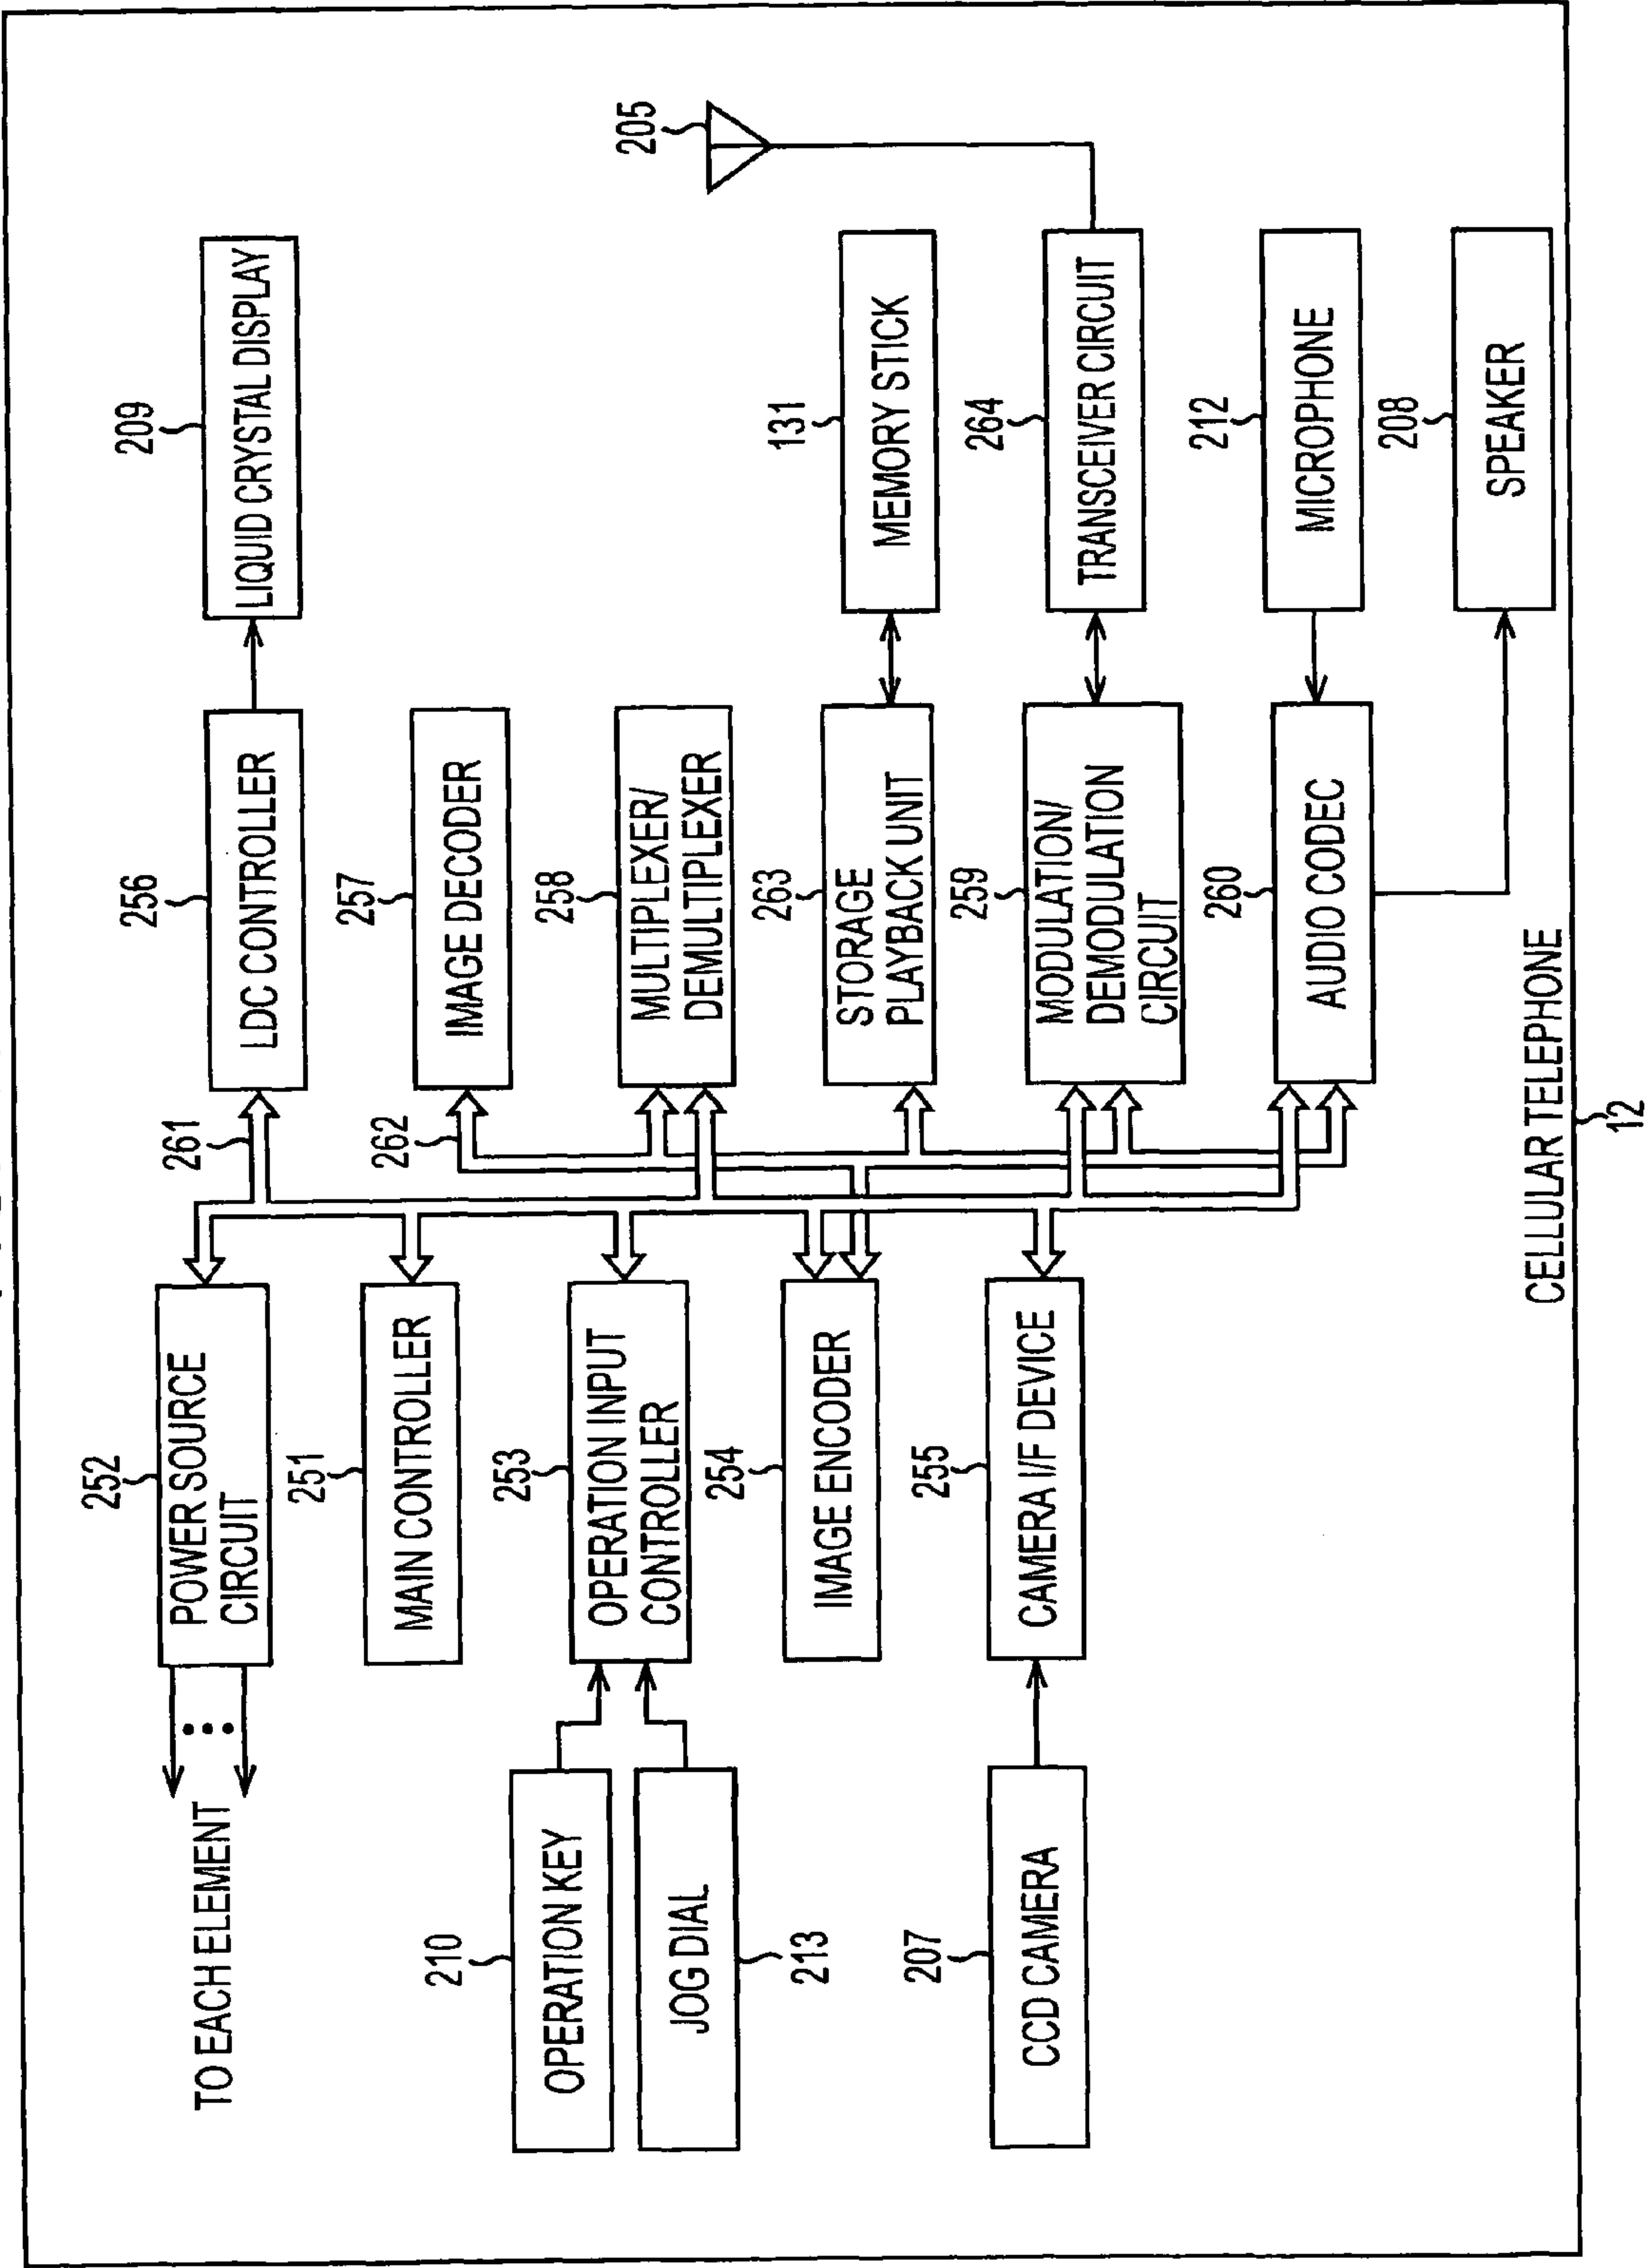 TO EACH ELEMENT
252
POWER SOURCE
CIRCUIT
261
256
LDC CONTROLLER
209
LIQUID CRYSTAL DISPLAY
251
MAIN CONTROLLER
262
257
IMAGE DECODER
210
OPERATION KEY
JOG DIAL
213
253
OPERATION INPUT
CONTROLLER
258
MULTIPLEXER/
DEMULTIPLEXER
205
254
IMAGE ENCODER
263
STORAGE
PLAYBACK UNIT
131
MEMORY STICK
207
CCD CAMERA
255
CAMERA I/F DEVICE
259
MODULATION/
DEMODULATION
CIRCUIT
264
TRANSCEIVER CIRCUIT
260
AUDIO CODEC
212
MICROPHONE
208
SPEAKER
CELLULAR TELEPHONE
12